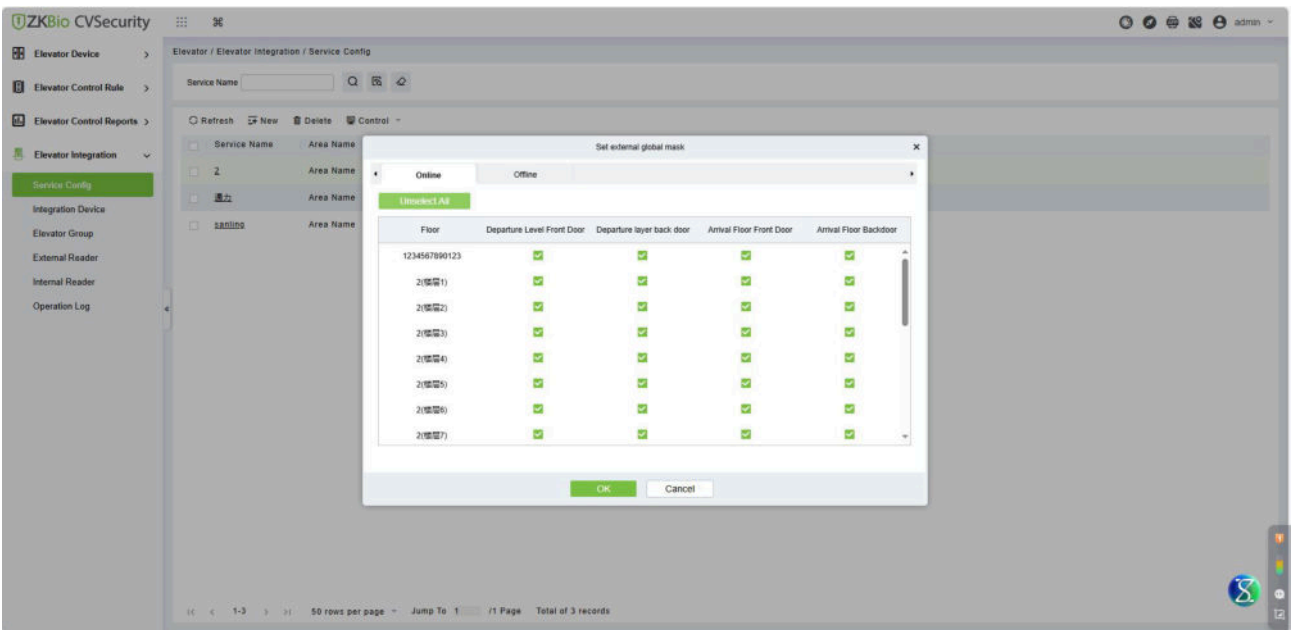 ZKBio CVSecurity
admin
Elevator Device
Elevator Control Rule
Elevator Control Reports
Elevator Integration
Service Config
Integration Device
Elevator Group
External Reader
Internal Reader
Operation Log
Elevator / Elevator Integration / Service Config
Service Name
Refresh New Delete Control
Service Name Area Name
2 Area Name
通力 Area Name
sanling Area Name
Set external global mask
Online Offline
Unselect All
Floor Departure Level Front Door Departure layer back door Arrival Floor Front Door Arrival Floor Backdoor
1234567890123
2(楼层1)
2(楼层2)
2(楼层3)
2(楼层4)
2(楼层5)
2(楼层6)
2(楼层7)
OK Cancel
1-3 50 rows per page Jump To 1 /1 Page Total of 3 records